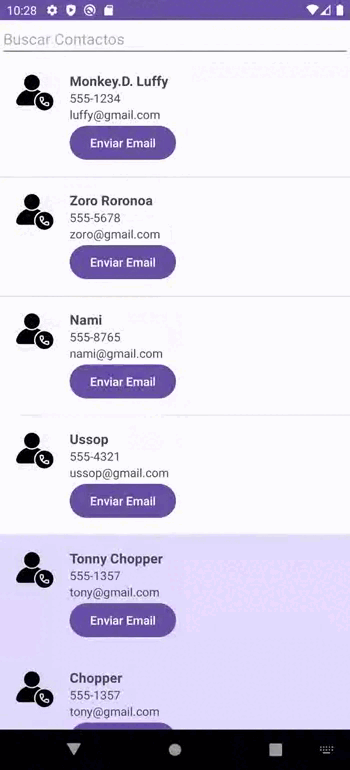 10:28
Buscar Contactos
Monkey.D. Luffy
555-1234
luffy@gmail.com
Enviar Email
Zoro Roronoa
555-5678
zoro@gmail.com
Enviar Email
Nami
555-8765
nami@gmail.com
Enviar Email
Ussop
555-4321
ussop@gmail.com
Enviar Email
Tonny Chopper
555-1357
tony@gmail.com
Enviar Email
Chopper
555-1357
tony@gmail.com